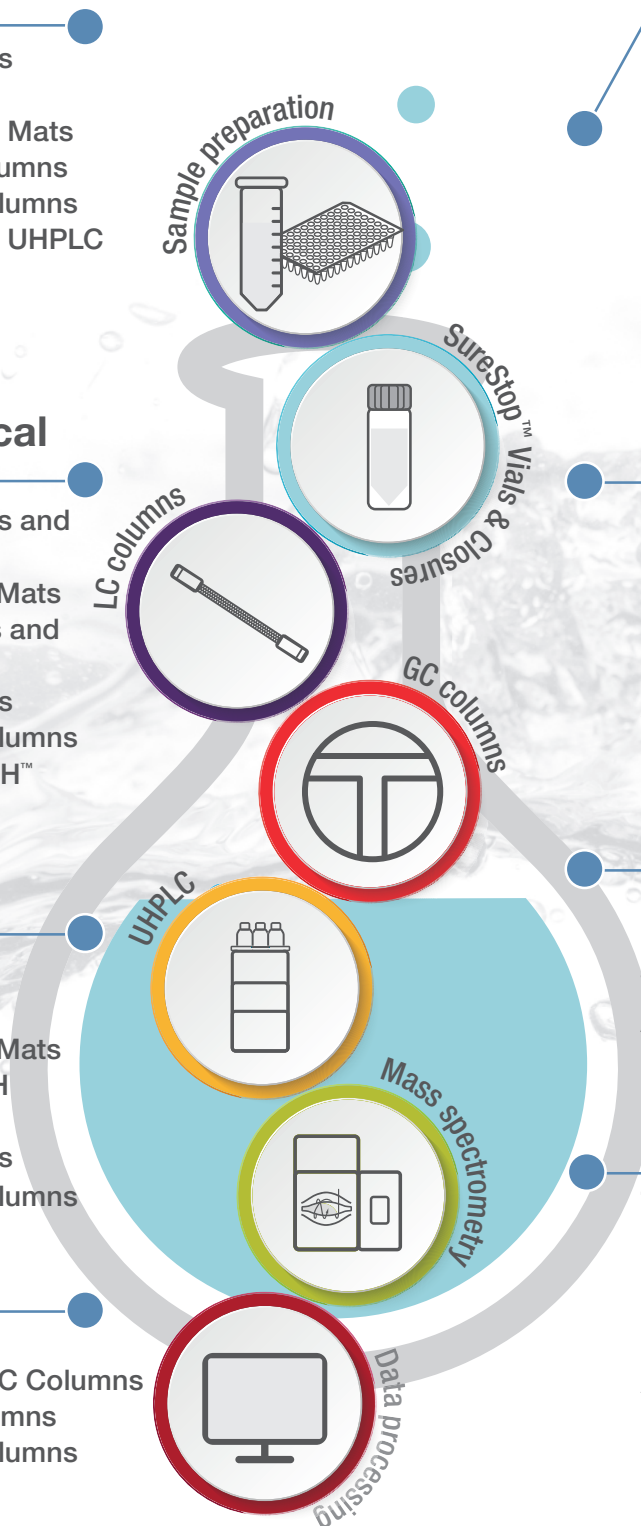 s
Mats
umns
lumns
UHPLC
cal
s and
Mats
s and
s
lumns
H™
Mats
H
s
lumns
C Columns
mns
lumns
Sample preparation
SureStop™ Vials & Closures
LC columns
GC columns
UHPLC
Mass spectrometry
Data processing